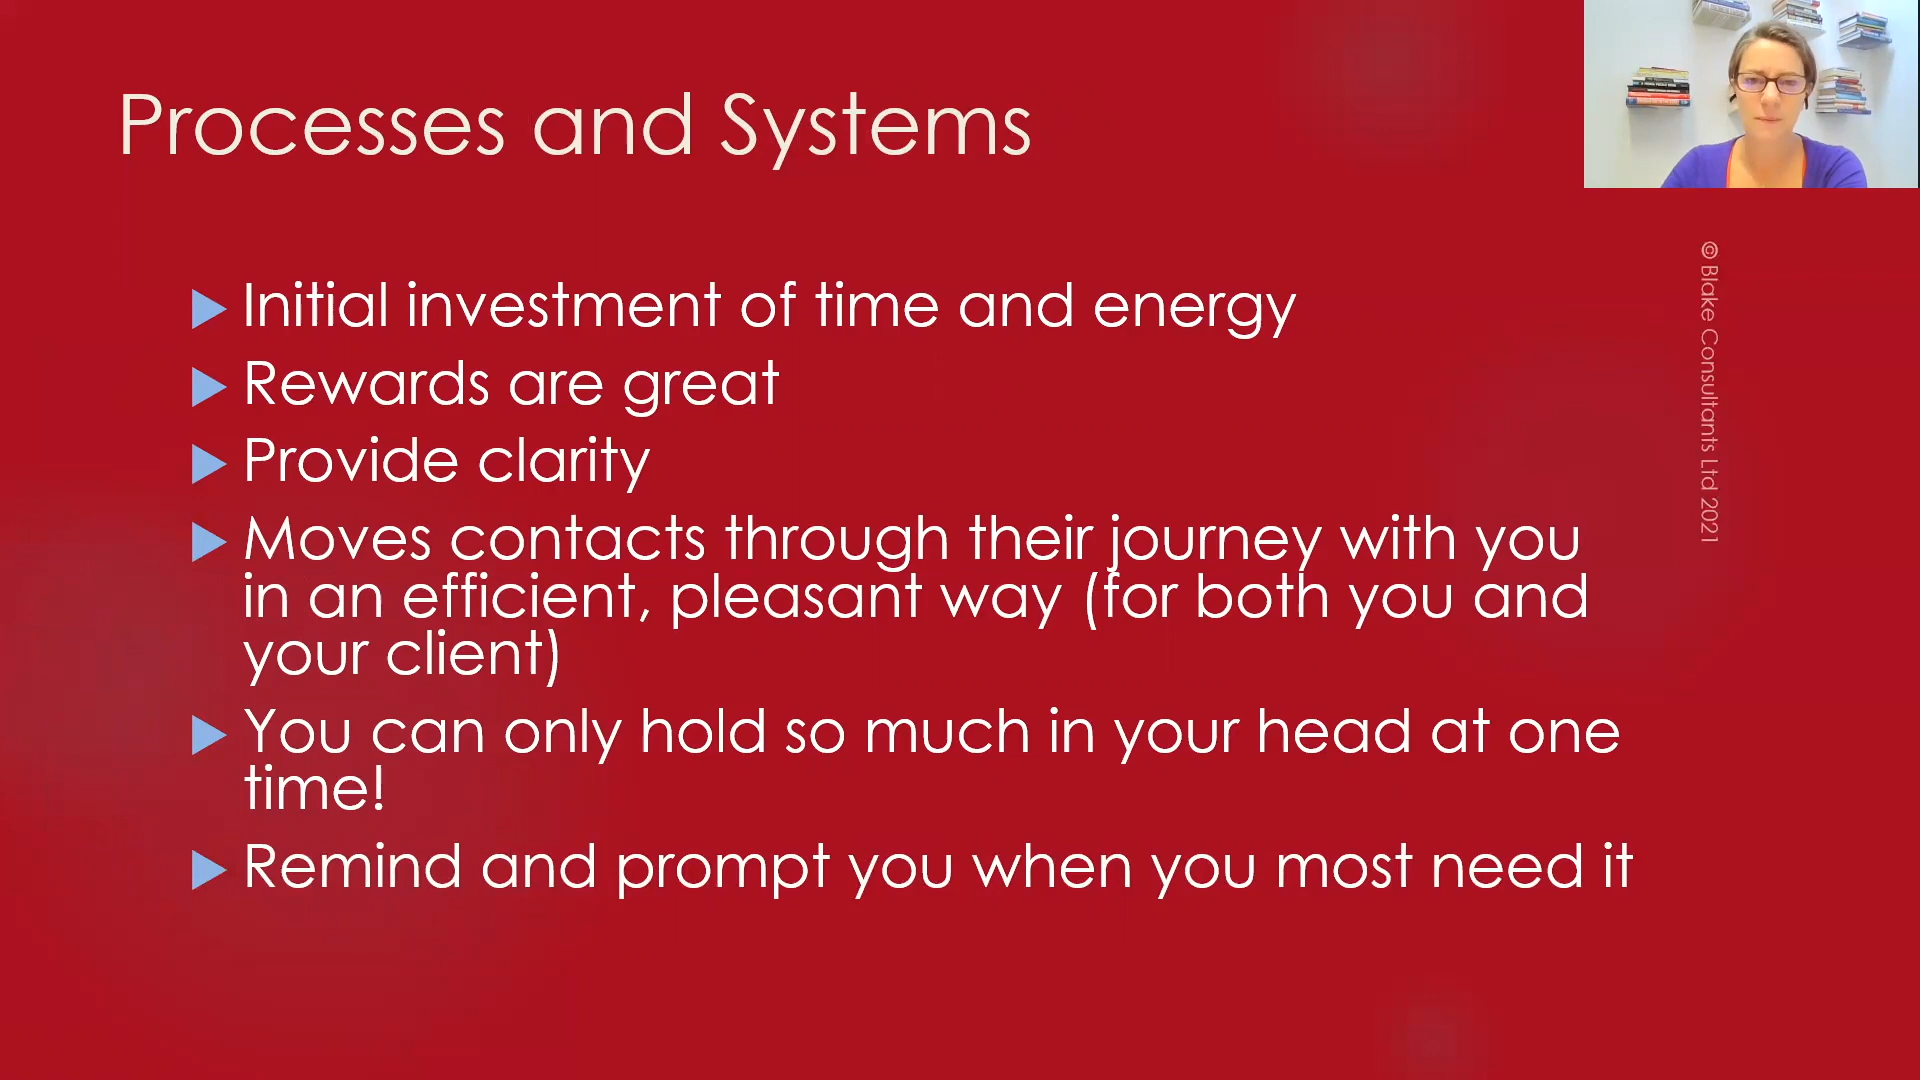 Processes and Systems
Initial investment of time and energy
Rewards are great
Provide clarity
Moves contacts through their journey with you
in an efficient, pleasant way (for both you and
your client)
You can only hold so much in your head at one
time!
Remind and prompt you when you most need it
© Blake Consultants Ltd 2021